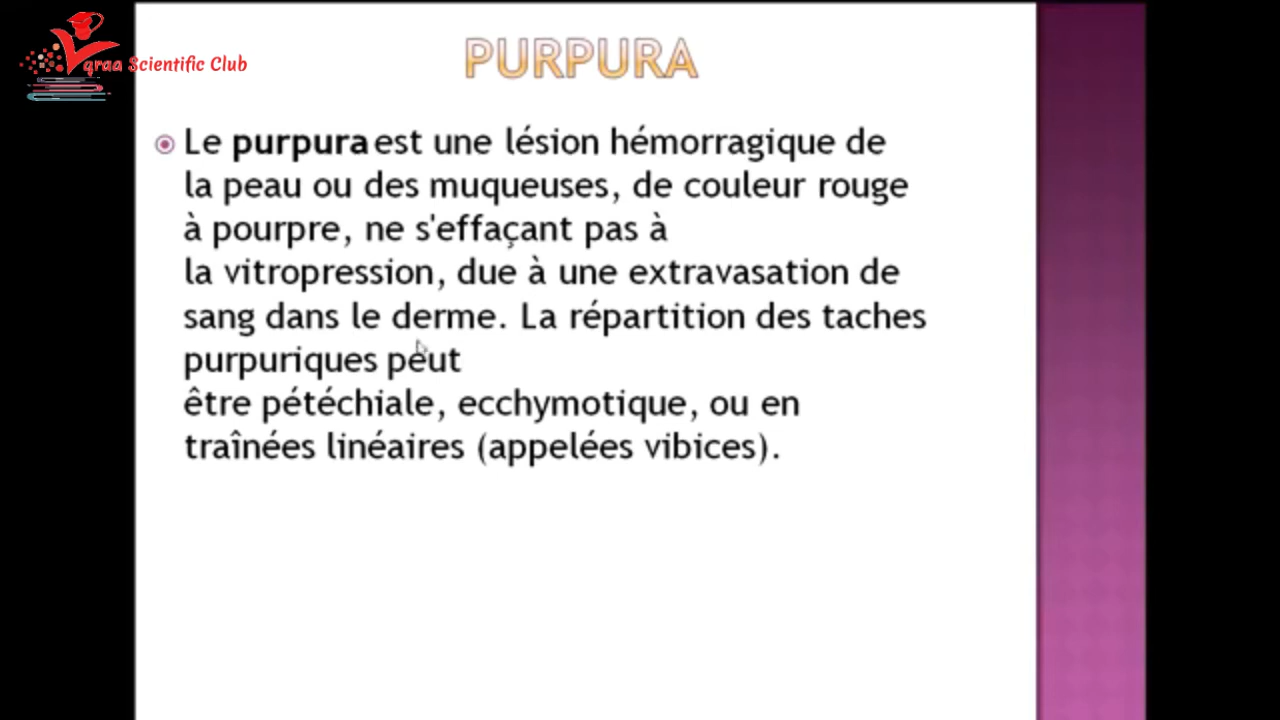 qraa Scientific Club
PURPURA
Le purpura est une lésion hémorragique de
la peau ou des muqueuses, de couleur rouge
à pourpre, ne s'effaçant pas à
la vitropression, due à une extravasation de
sang dans le derme. La répartition des taches
purpuriques peut
être pétéchiale, ecchymotique, ou en
traînées linéaires (appelées vibices).